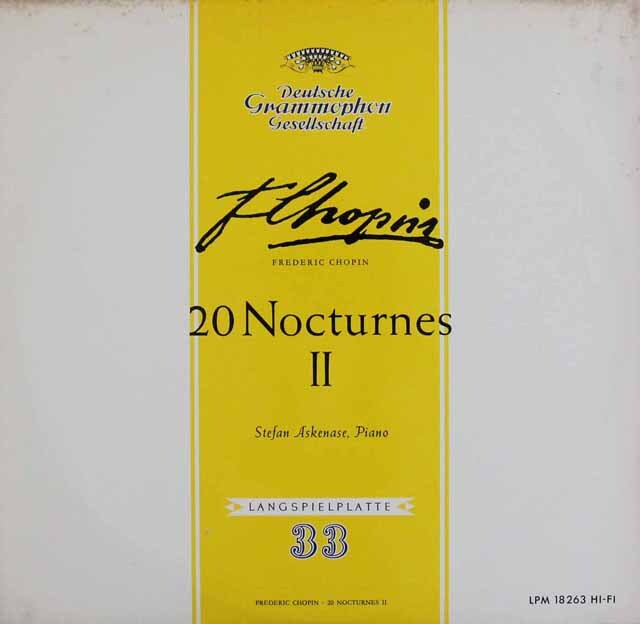 Deutsche
Grammophon
Gesellschaft
F Chopin
FREDERIC CHOPIN
20 Nocturnes
II
Stefan Askenase, Piano
LANGSPIELPLATTE
33
FREDERIC CHOPIN - 20 NOCTURNES II
LPM 18263 HI-FI